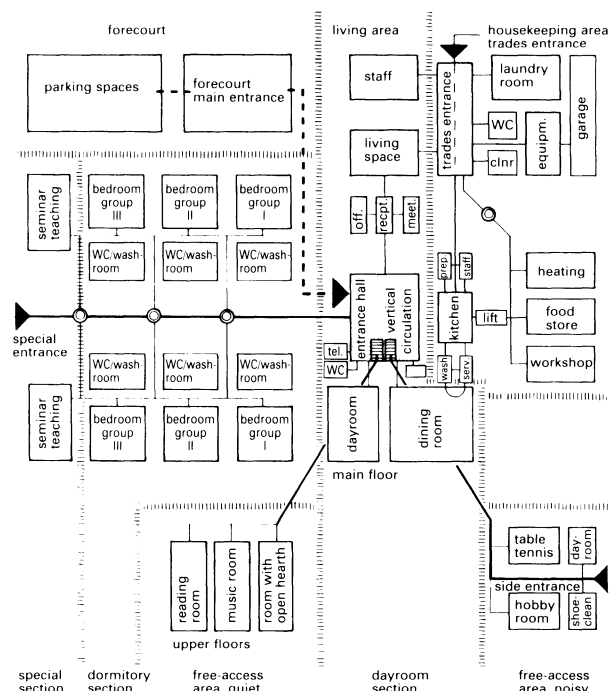 forecourt
living area
housekeeping area
trades entrance
parking spaces
forecourt
main entrance
staff
trades entrance
laundry
room
WC
clnr
equipm.
garage
living
space
off.
recpt.
meet.
seminar
teaching
bedroom
group
III
bedroom
group
II
bedroom
group
I
WC/wash-
room
WC/wash-
room
WC/wash-
room
special
entrance
entrance hall
vertical
circulation
tel.
WC
prep.
staff
kitchen
lift
wash
serv.
heating
food
store
workshop
WC/wash-
room
WC/wash-
room
WC/wash-
room
seminar
teaching
bedroom
group
III
bedroom
group
II
bedroom
group
I
dayroom
dining
room
main floor
reading
room
music room
room with
open hearth
upper floors
table
tennis
day-
room
side entrance
hobby
room
shoe-
clean
special
section
dormitory
section
free-access
area, quiet
dayroom
section
free-access
area, noisy